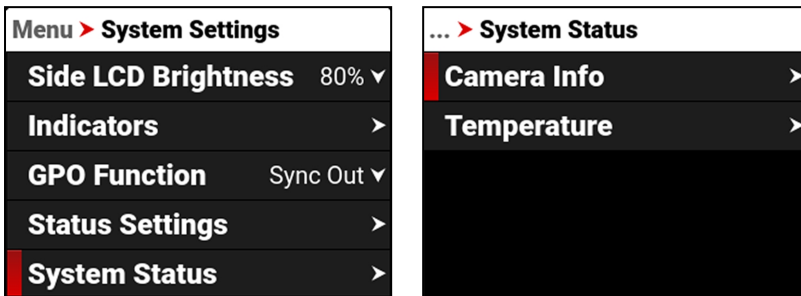 Menu > System Settings
Side LCD Brightness 80%
Indicators
GPO Function Sync Out
Status Settings
System Status
... > System Status
Camera Info
Temperature